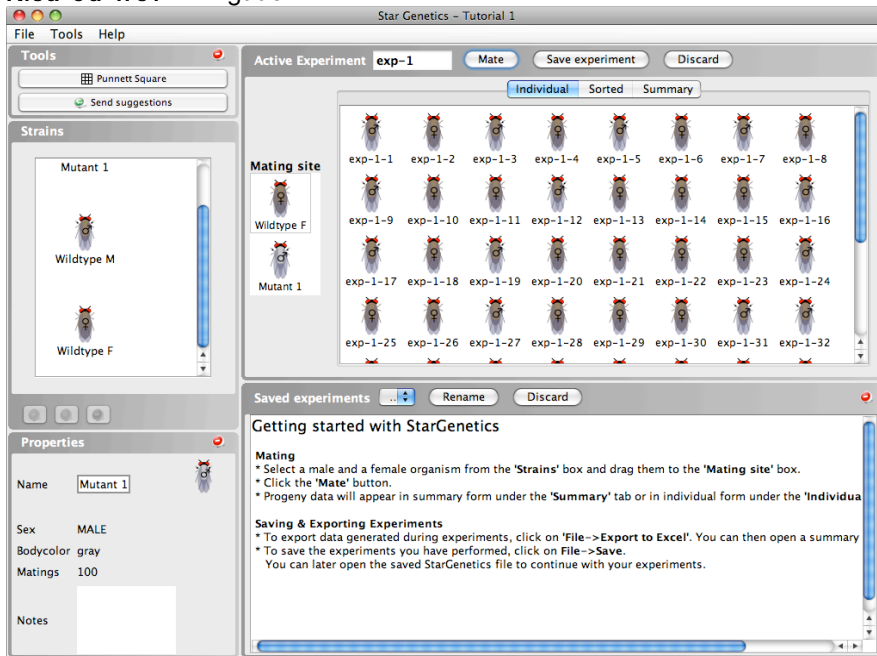 Star Genetics – Tutorial 1
File Tools Help
Tools
Punnett Square
Send suggestions
Strains
Mutant 1
Wildtype M
Wildtype F
Properties
Name Mutant 1
Sex MALE
Bodycolor gray
Matings 100
Notes
Active Experiment exp-1 Mate Save experiment Discard
Individual Sorted Summary
Mating site
Wildtype F
Mutant 1
exp-1-1 exp-1-2 exp-1-3 exp-1-4 exp-1-5 exp-1-6 exp-1-7 exp-1-8
exp-1-9 exp-1-10 exp-1-11 exp-1-12 exp-1-13 exp-1-14 exp-1-15 exp-1-16
exp-1-17 exp-1-18 exp-1-19 exp-1-20 exp-1-21 exp-1-22 exp-1-23 exp-1-24
exp-1-25 exp-1-26 exp-1-27 exp-1-28 exp-1-29 exp-1-30 exp-1-31 exp-1-32
Saved experiments .. Rename Discard
Getting started with StarGenetics
Mating
* Select a male and a female organism from the 'Strains' box and drag them to the 'Mating site' box.
* Click the 'Mate' button.
* Progeny data will appear in summary form under the 'Summary' tab or in individual form under the 'Individua
Saving & Exporting Experiments
* To export data generated during experiments, click on 'File->Export to Excel'. You can then open a summary
* To save the experiments you have performed, click on File->Save.
You can later open the saved StarGenetics file to continue with your experiments.